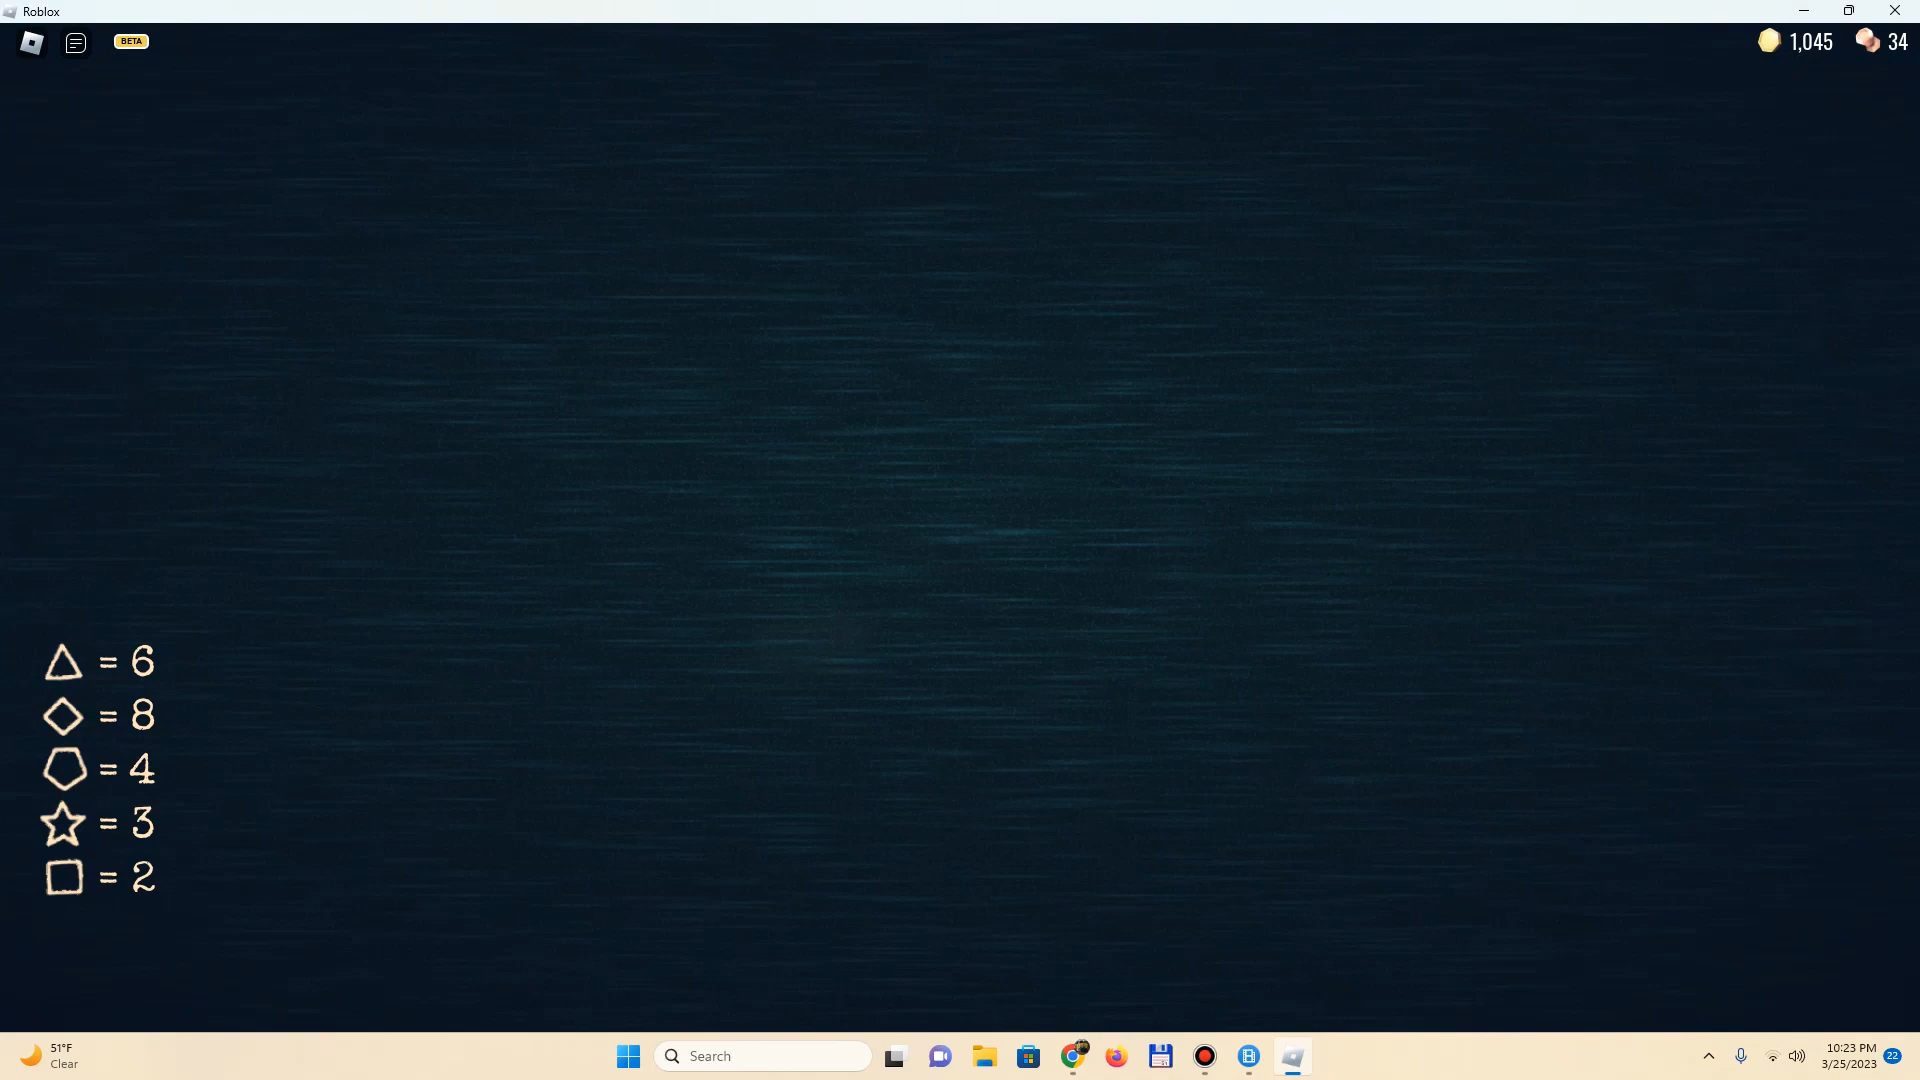 Roblox
BETA
1,045
34
= 6
= 8
= 4
= 3
= 2
51°F
Clear
Search
10:23 PM
3/25/2023
22